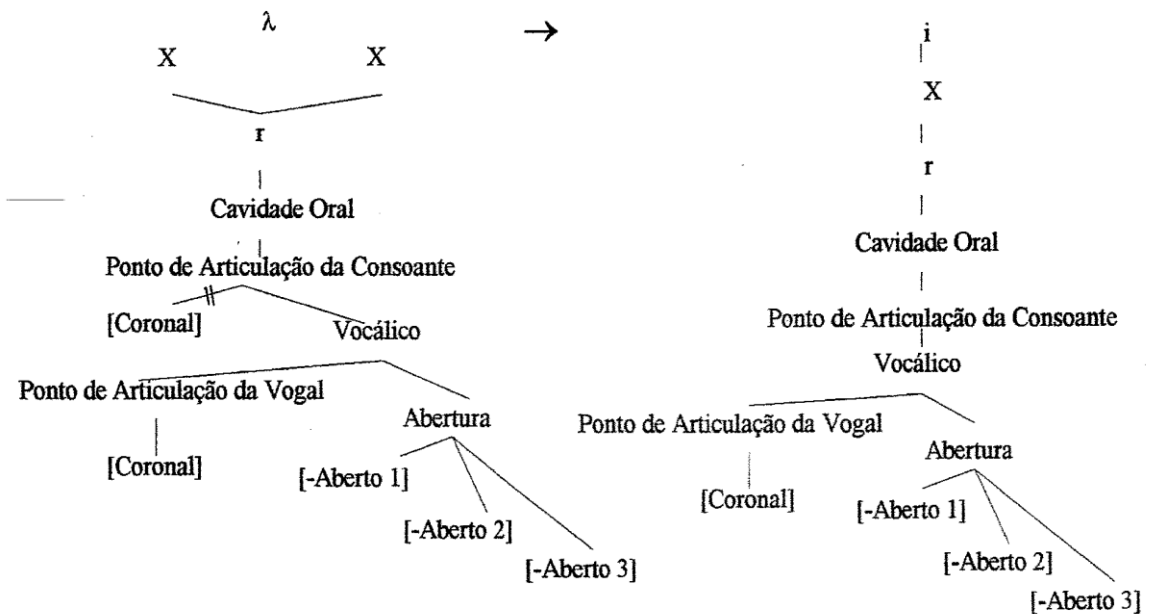 λ → i
X X
X
r
r
Cavidade Oral
Cavidade Oral
Ponto de Articulação da Consoante
Ponto de Articulação da Consoante
[Coronal]
Vocálico
Vocálico
Ponto de Articulação da Vogal
Ponto de Articulação da Vogal
Abertura
Abertura
[Coronal]
[-Aberto 1]
[Coronal]
[-Aberto 1]
[-Aberto 2]
[-Aberto 2]
[-Aberto 3]
[-Aberto 3]